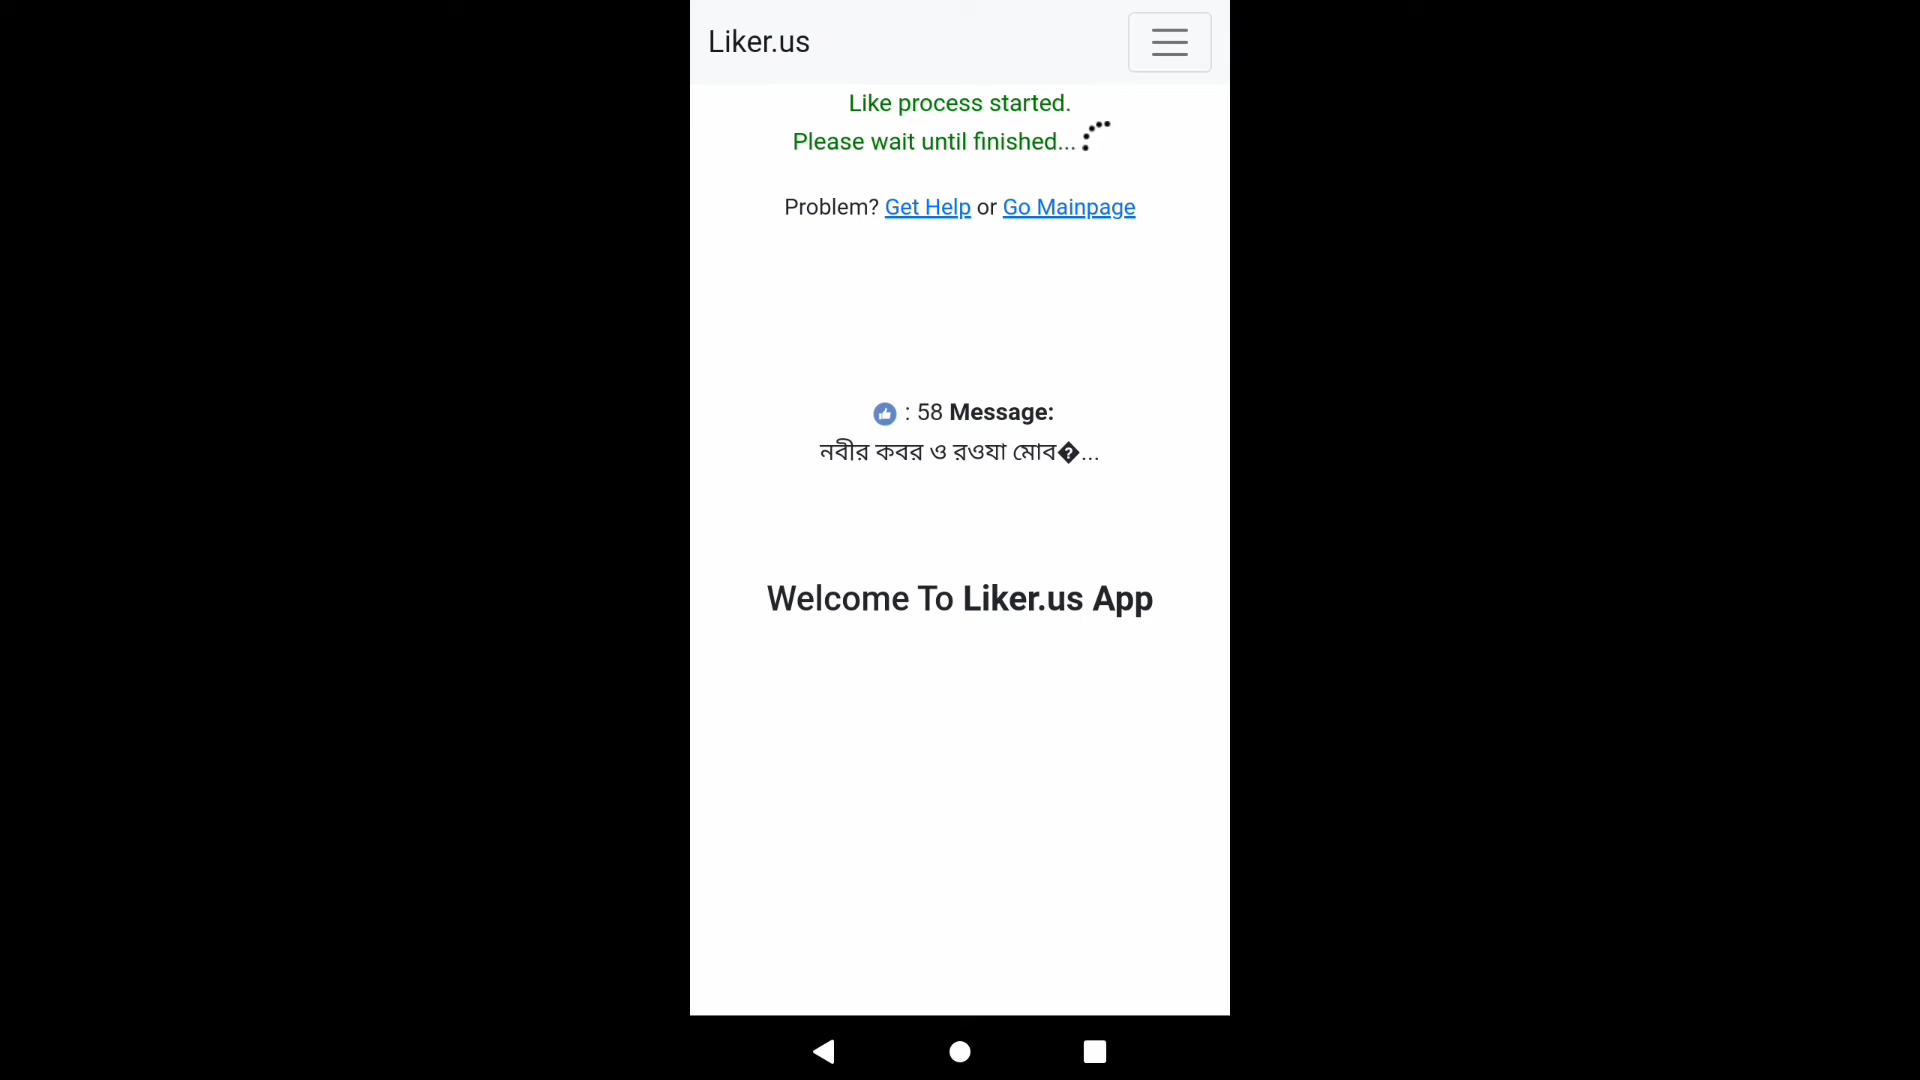 Liker.us
Like process started.
Please wait until finished...
Problem? Get Help or Go Mainpage
: 58 Message:
নবীর কবর ও রওযা মোব�...
Welcome To Liker.us App